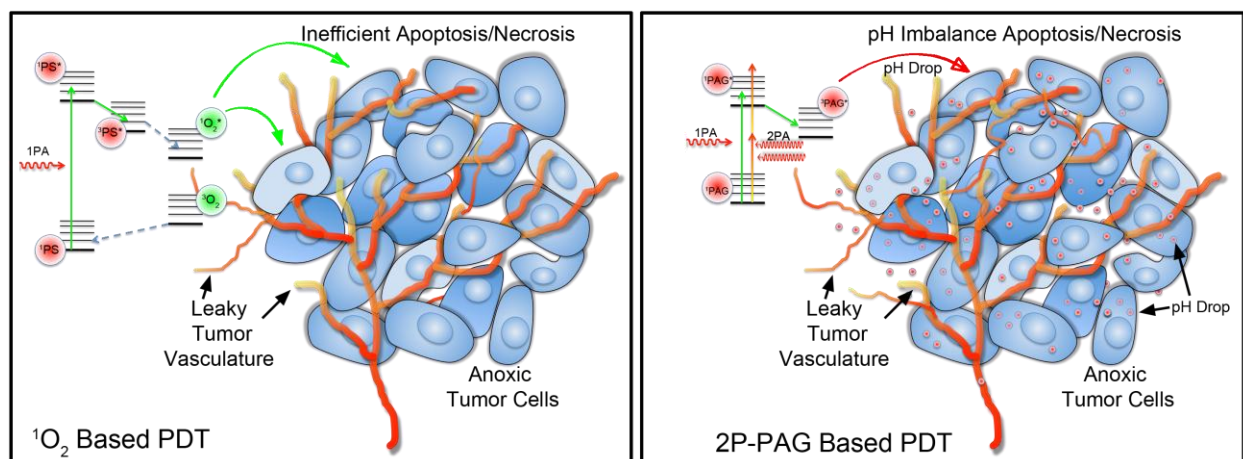 Inefficient Apoptosis/Necrosis
¹PS*
³PS*
¹O₂*
1PA
³O₂
¹PS
Leaky
Tumor
Vasculature
Anoxic
Tumor Cells
¹O₂ Based PDT
pH Imbalance Apoptosis/Necrosis
pH Drop
¹PAG*
³PAG*
1PA
2PA
¹PAG
Leaky
Tumor
Vasculature
pH Drop
Anoxic
Tumor Cells
2P-PAG Based PDT